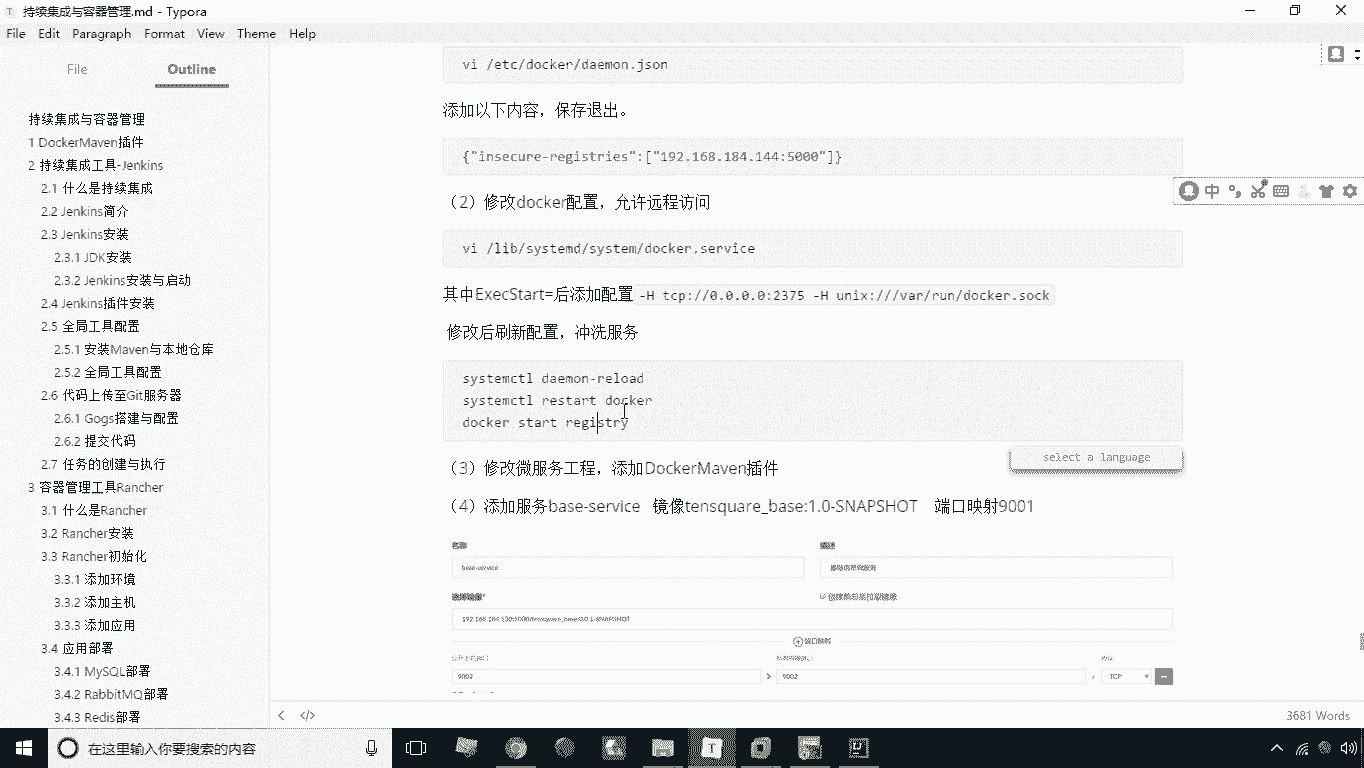 持续集成与容器管理.md - Typora
File Edit Paragraph Format View Theme Help
File Outline
持续集成与容器管理
1 DockerMaven插件
2 持续集成工具-Jenkins
2.1 什么是持续集成
2.2 Jenkins简介
2.3 Jenkins安装
2.3.1 JDK安装
2.3.2 Jenkins安装与启动
2.4 Jenkins插件安装
2.5 全局工具配置
2.5.1 安装Maven与本地仓库
2.5.2 全局工具配置
2.6 代码上传至Git服务器
2.6.1 Gogs搭建与配置
2.6.2 提交代码
2.7 任务的创建与执行
3 容器管理工具Rancher
3.1 什么是Rancher
3.2 Rancher安装
3.3 Rancher初始化
3.3.1 添加环境
3.3.2 添加主机
3.3.3 添加应用
3.4 应用部署
3.4.1 MySQL部署
3.4.2 RabbitMQ部署
3.4.3 Redis部署
vi /etc/docker/daemon.json
添加以下内容，保存退出。
{"insecure-registries":["192.168.184.144:5000"]}
（2）修改docker配置，允许远程访问
vi /lib/systemd/system/docker.service
其中ExecStart=后添加配置 -H tcp://0.0.0.0:2375 -H unix:///var/run/docker.sock
修改后刷新配置，冲洗服务
systemctl daemon-reload
systemctl restart docker
docker start registry
select a language
（3）修改微服务工程，添加DockerMaven插件
（4）添加服务base-service 镜像tensquare_base:1.0-SNAPSHOT 端口映射9001
名称 描述
base-service
选择镜像*
端口映射
9002 9002 TCP
中
3681 Words
在这里输入你要搜索的内容